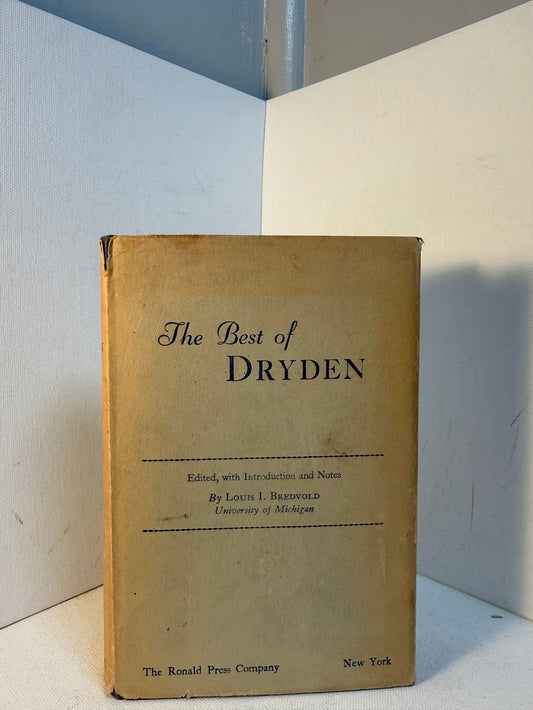 The Best of
DRYDEN
Edited, with Introduction and Notes
By LOUIS I. BREDVOLD
University of Michigan
The Ronald Press Company New York